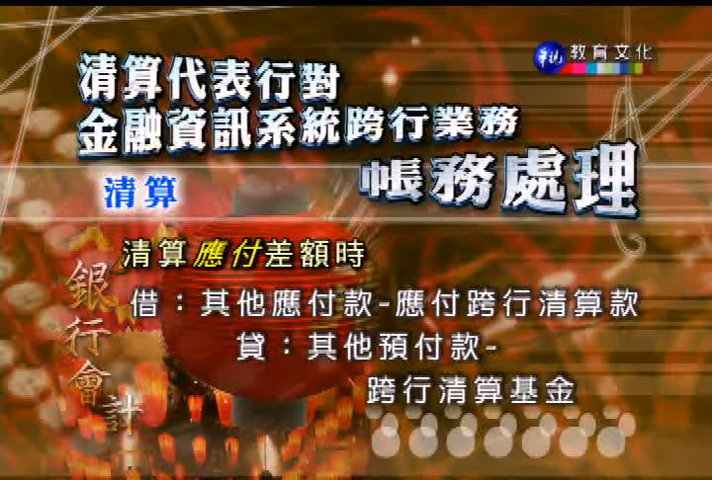 華視 教育文化
清算代表行對
金融資訊系統跨行業務
帳務處理
清算
清算應付差額時
借：其他應付款-應付跨行清算款
貸：其他預付款-
跨行清算基金
銀行會計